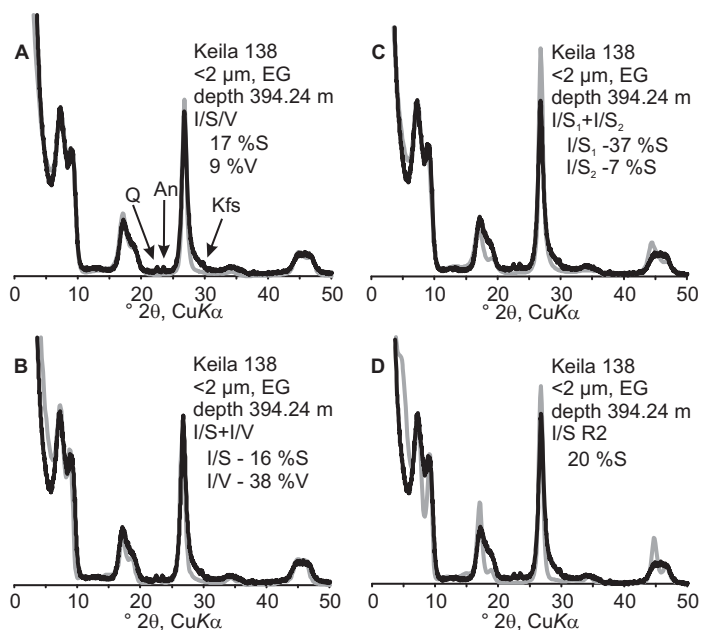 A
Keila 138
<2 µm, EG
depth 394.24 m
I/S/V
17 %S
9 %V
Q
An
Kfs
0 10 20 30 40 50
° 2θ, CuKα
B
Keila 138
<2 µm, EG
depth 394.24 m
I/S+I/V
I/S - 16 %S
I/V - 38 %V
0 10 20 30 40 50
° 2θ, CuKα
C
Keila 138
<2 µm, EG
depth 394.24 m
I/S₁+I/S₂
I/S₁ -37 %S
I/S₂ -7 %S
0 10 20 30 40 50
° 2θ, CuKα
D
Keila 138
<2 µm, EG
depth 394.24 m
I/S R2
20 %S
0 10 20 30 40 50
° 2θ, CuKα